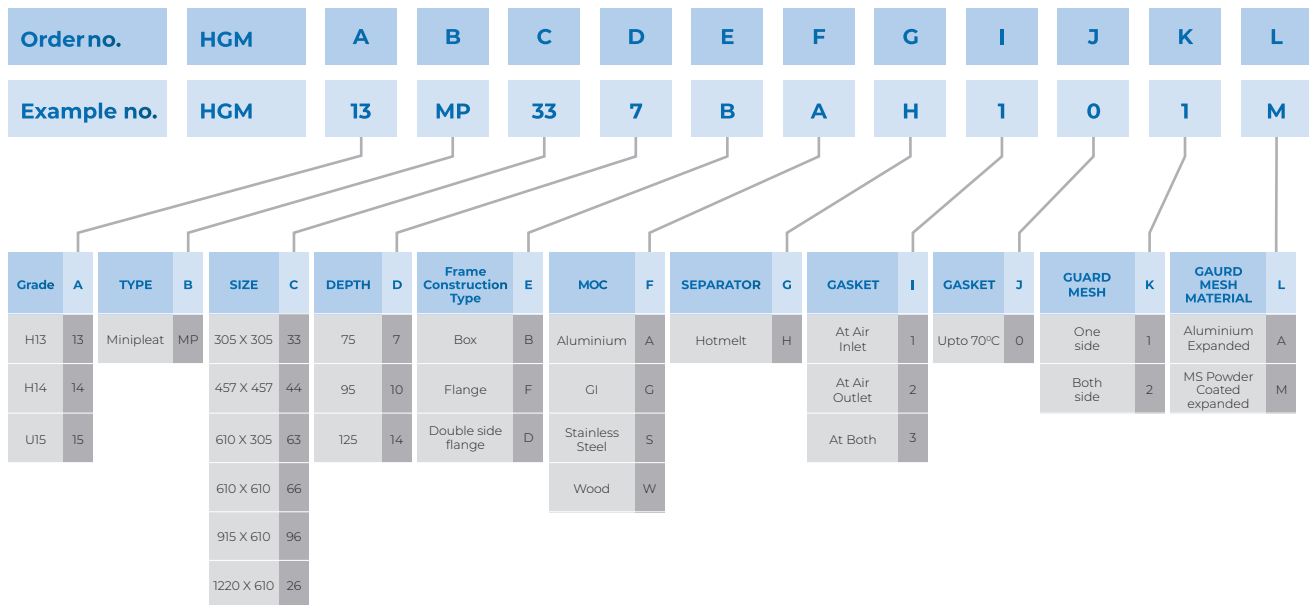 Order no. HGM A B C D E F G I J K L
Example no. HGM 13 MP 33 7 B A H 1 0 1 M
Grade A TYPE B SIZE C DEPTH D Frame Construction Type E MOC F SEPARATOR G GASKET I GASKET J GUARD MESH K GAURD MESH MATERIAL L
H13 13 Minipleat MP 305 X 305 33 75 7 Box B Aluminium A Hotmelt H At Air Inlet 1 Upto 70⁰C 0 One side 1 Aluminium Expanded A
H14 14 457 X 457 44 95 10 Flange F GI G At Air Outlet 2 Both side 2 MS Powder Coated expanded M
U15 15 610 X 305 63 125 14 Double side flange D Stainless Steel S At Both 3
610 X 610 66 Wood W
915 X 610 96
1220 X 610 26